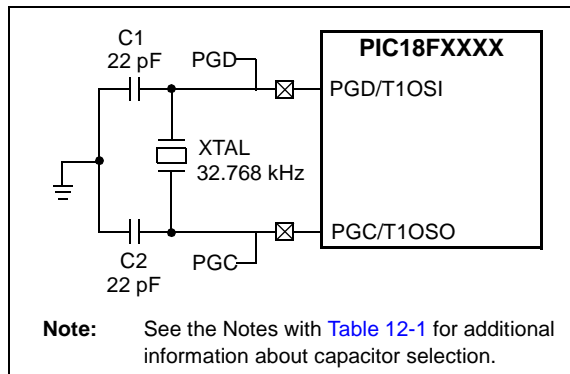 C1
22 pF
PGD
PIC18FXXXX
PGD/T1OSI
XTAL
32.768 kHz
PGC/T1OSO
C2
22 pF
PGC
Note: See the Notes with Table 12-1 for additional
information about capacitor selection.